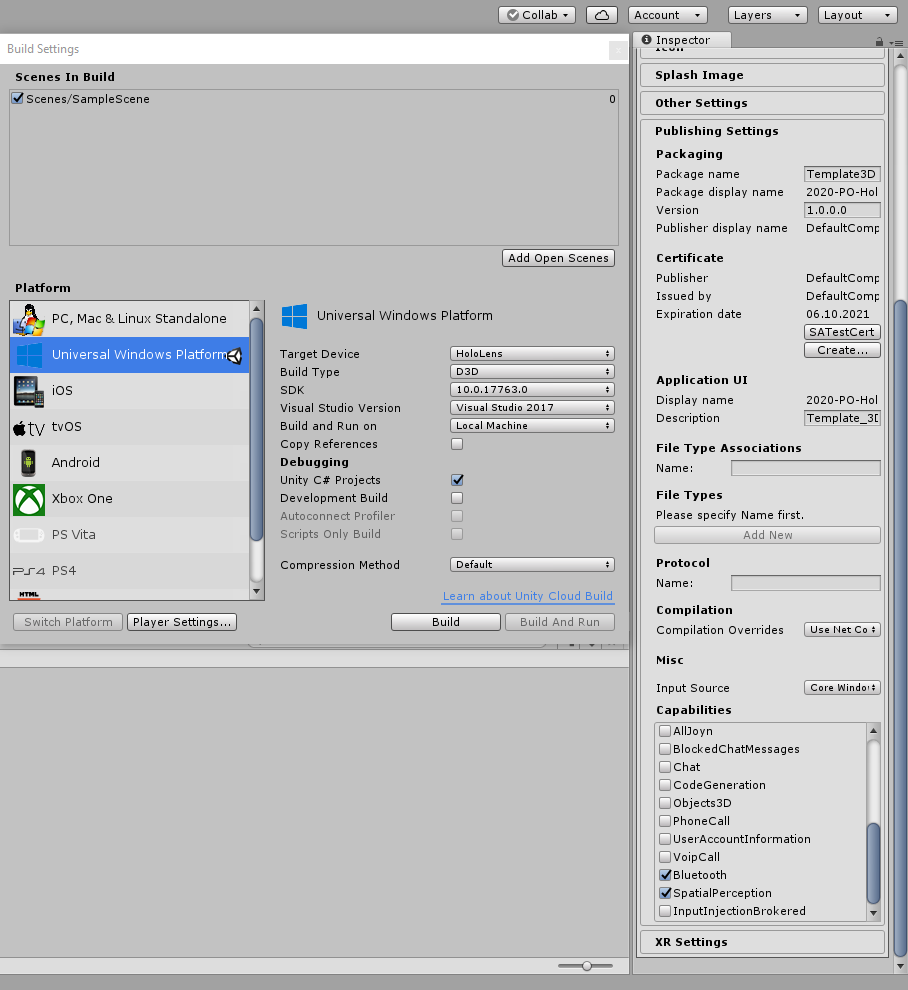 Collab
Account
Layers
Layout
Build Settings
Scenes In Build
Scenes/SampleScene 0
Add Open Scenes
Platform
PC, Mac & Linux Standalone
Universal Windows Platform
iOS
tv tvOS
Android
Xbox One
PS Vita
PS4 PS4
HTML
Switch Platform
Player Settings...
Universal Windows Platform
Target Device HoloLens
Build Type D3D
SDK 10.0.17763.0
Visual Studio Version Visual Studio 2017
Build and Run on Local Machine
Copy References
Debugging
Unity C# Projects
Development Build
Autoconnect Profiler
Scripts Only Build
Compression Method Default
Learn about Unity Cloud Build
Build
Build And Run
Inspector
Icon
Splash Image
Other Settings
Publishing Settings
Packaging
Package name Template3D
Package display name 2020-PO-Hol
Version 1.0.0.0
Publisher display name DefaultComp
Certificate
Publisher DefaultComp
Issued by DefaultComp
Expiration date 06.10.2021
SATestCert
Create...
Application UI
Display name 2020-PO-Hol
Description Template_3D
File Type Associations
Name:
File Types
Please specify Name first.
Add New
Protocol
Name:
Compilation
Compilation Overrides Use Net Co
Misc
Input Source Core Windo
Capabilities
AllJoyn
BlockedChatMessages
Chat
CodeGeneration
Objects3D
PhoneCall
UserAccountInformation
VoipCall
Bluetooth
SpatialPerception
InputInjectionBrokered
XR Settings